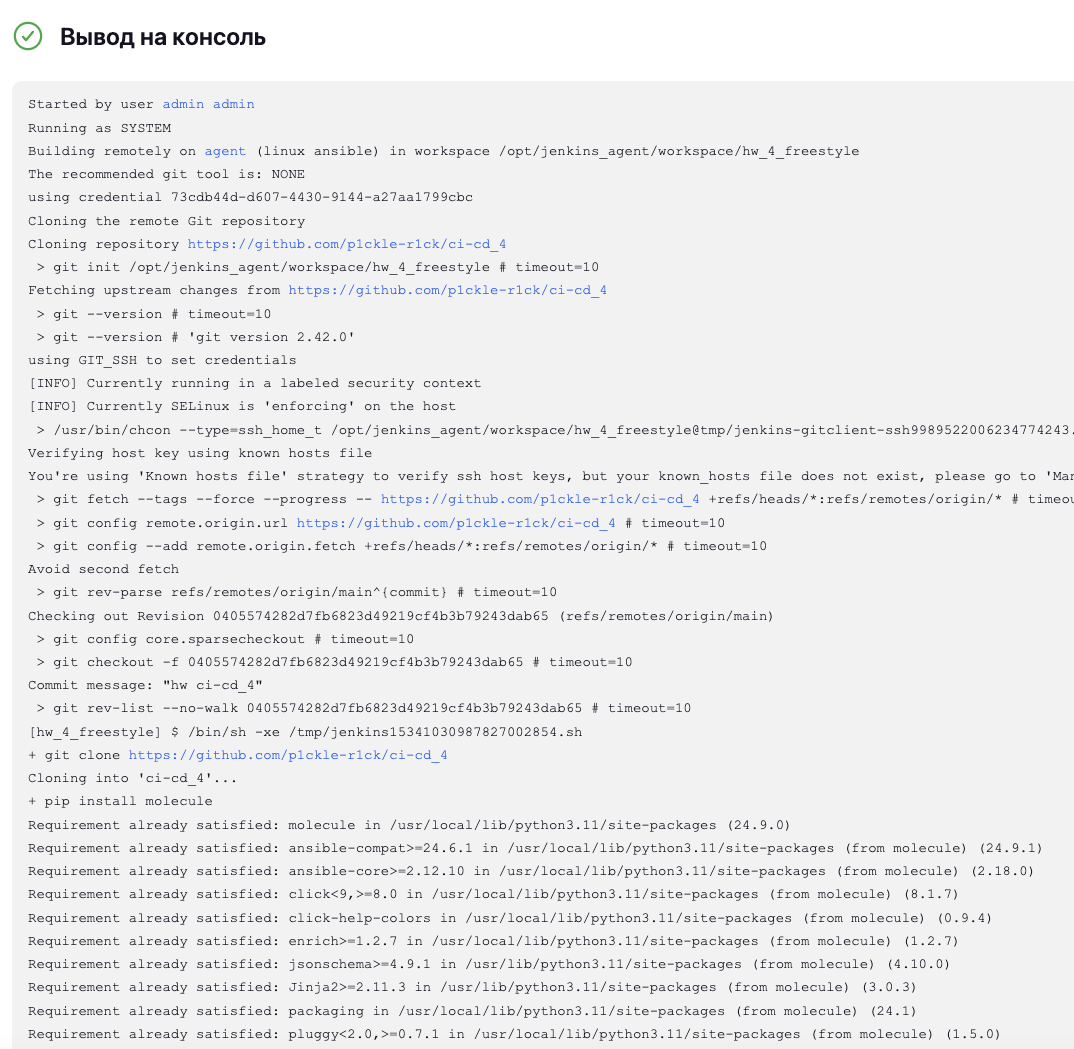 Вывод на консоль
Started by user admin admin
Running as SYSTEM
Building remotely on agent (linux ansible) in workspace /opt/jenkins_agent/workspace/hw_4_freestyle
The recommended git tool is: NONE
using credential 73cdb44d-d607-4430-9144-a27aa1799cbc
Cloning the remote Git repository
Cloning repository https://github.com/p1ckle-r1ck/ci-cd_4
 > git init /opt/jenkins_agent/workspace/hw_4_freestyle # timeout=10
Fetching upstream changes from https://github.com/p1ckle-r1ck/ci-cd_4
 > git --version # timeout=10
 > git --version # 'git version 2.42.0'
using GIT_SSH to set credentials
[INFO] Currently running in a labeled security context
[INFO] Currently SELinux is 'enforcing' on the host
 > /usr/bin/chcon --type=ssh_home_t /opt/jenkins_agent/workspace/hw_4_freestyle@tmp/jenkins-gitclient-ssh9989522006234774243.
Verifying host key using known hosts file
You're using 'Known hosts file' strategy to verify ssh host keys, but your known_hosts file does not exist, please go to 'Man
 > git fetch --tags --force --progress -- https://github.com/p1ckle-r1ck/ci-cd_4 +refs/heads/*:refs/remotes/origin/* # timeou
 > git config remote.origin.url https://github.com/p1ckle-r1ck/ci-cd_4 # timeout=10
 > git config --add remote.origin.fetch +refs/heads/*:refs/remotes/origin/* # timeout=10
Avoid second fetch
 > git rev-parse refs/remotes/origin/main^{commit} # timeout=10
Checking out Revision 0405574282d7fb6823d49219cf4b3b79243dab65 (refs/remotes/origin/main)
 > git config core.sparsecheckout # timeout=10
 > git checkout -f 0405574282d7fb6823d49219cf4b3b79243dab65 # timeout=10
Commit message: "hw ci-cd_4"
 > git rev-list --no-walk 0405574282d7fb6823d49219cf4b3b79243dab65 # timeout=10
[hw_4_freestyle] $ /bin/sh -xe /tmp/jenkins15341030987827002854.sh
+ git clone https://github.com/p1ckle-r1ck/ci-cd_4
Cloning into 'ci-cd_4'...
+ pip install molecule
Requirement already satisfied: molecule in /usr/local/lib/python3.11/site-packages (24.9.0)
Requirement already satisfied: ansible-compat>=24.6.1 in /usr/local/lib/python3.11/site-packages (from molecule) (24.9.1)
Requirement already satisfied: ansible-core>=2.12.10 in /usr/local/lib/python3.11/site-packages (from molecule) (2.18.0)
Requirement already satisfied: click<9,>=8.0 in /usr/local/lib/python3.11/site-packages (from molecule) (8.1.7)
Requirement already satisfied: click-help-colors in /usr/local/lib/python3.11/site-packages (from molecule) (0.9.4)
Requirement already satisfied: enrich>=1.2.7 in /usr/local/lib/python3.11/site-packages (from molecule) (1.2.7)
Requirement already satisfied: jsonschema>=4.9.1 in /usr/local/lib/python3.11/site-packages (from molecule) (4.10.0)
Requirement already satisfied: Jinja2>=2.11.3 in /usr/local/lib/python3.11/site-packages (from molecule) (3.0.3)
Requirement already satisfied: packaging in /usr/local/lib/python3.11/site-packages (from molecule) (24.1)
Requirement already satisfied: pluggy<2.0,>=0.7.1 in /usr/local/lib/python3.11/site-packages (from molecule) (1.5.0)